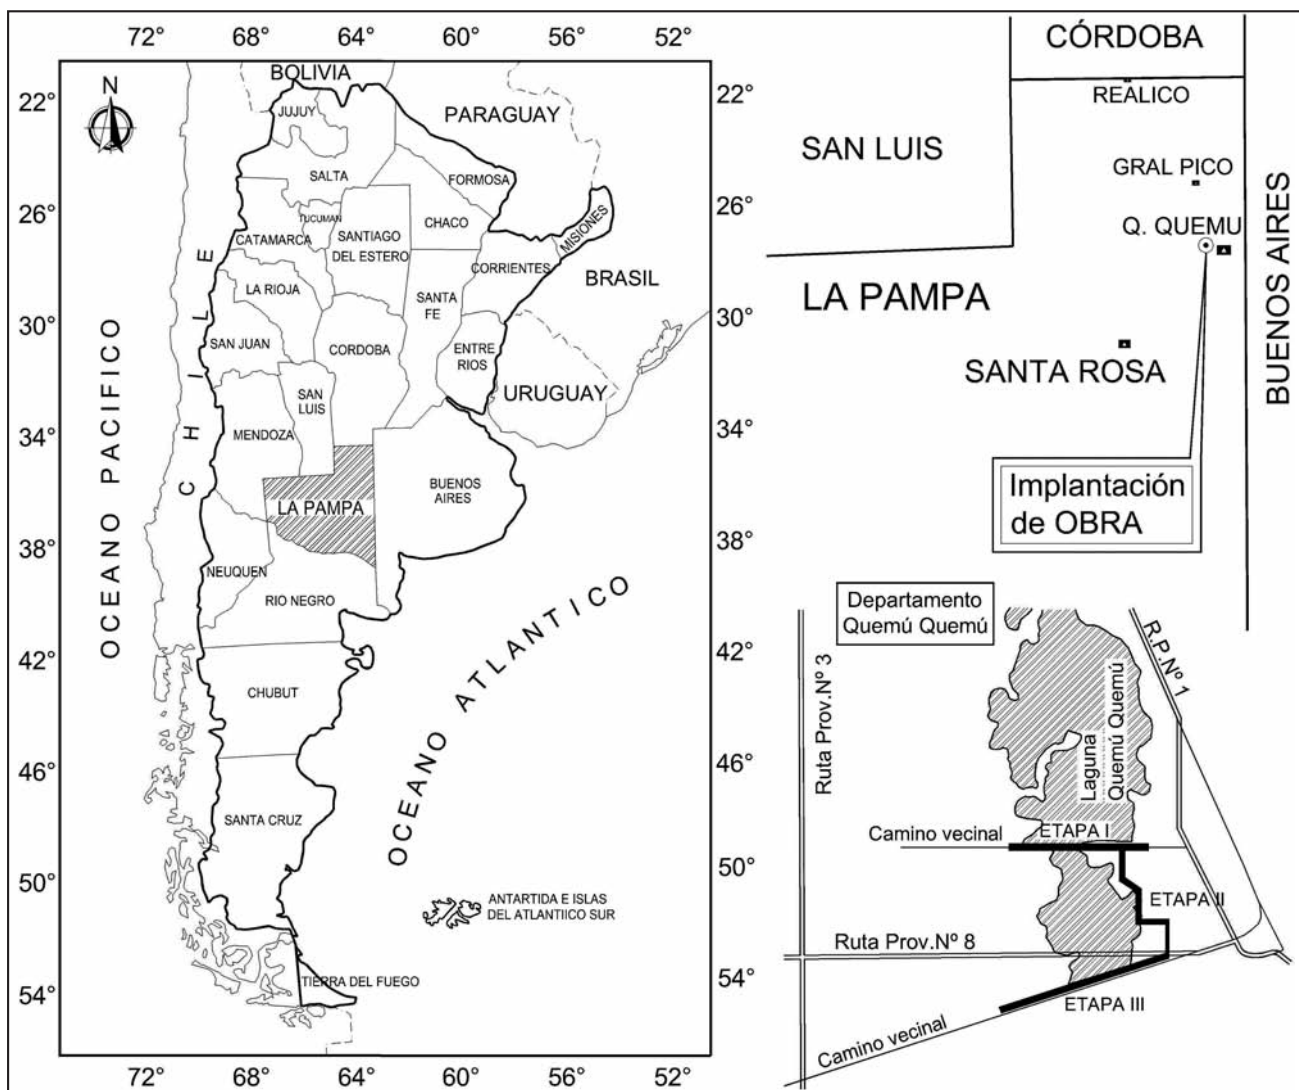 72°
68°
64°
60°
56°
52°
22°
26°
30°
34°
38°
42°
46°
50°
54°
N
BOLIVIA
JUJUY
PARAGUAY
SALTA
FORMOSA
TUCUMAN
CHACO
MISIONES
CATAMARCA
SANTIAGO
DEL ESTERO
CORRIENTES
BRASIL
LA RIOJA
SANTA
FE
SAN JUAN
CORDOBA
ENTRE
RIOS
SAN
LUIS
URUGUAY
MENDOZA
BUENOS
AIRES
LA PAMPA
NEUQUEN
RIO NEGRO
CHUBUT
SANTA CRUZ
ANTARTIDA E ISLAS
DEL ATLANTIICO SUR
TIERRA DEL FUEGO
OCEANO PACIFICO
CHILE
OCEANO ATLANTICO
22°
26°
30°
34°
38°
42°
46°
50°
54°
72°
68°
64°
60°
56°
52°
CÓRDOBA
REALICO
SAN LUIS
GRAL PICO
Q. QUEMU
LA PAMPA
SANTA ROSA
BUENOS AIRES
Implantación
de OBRA
Departamento
Quemú Quemú
Ruta Prov.Nº 3
R.P.Nº 1
Laguna
Quemú Quemú
Camino vecinal
ETAPA I
ETAPA II
Ruta Prov.Nº 8
ETAPA III
Camino vecinal